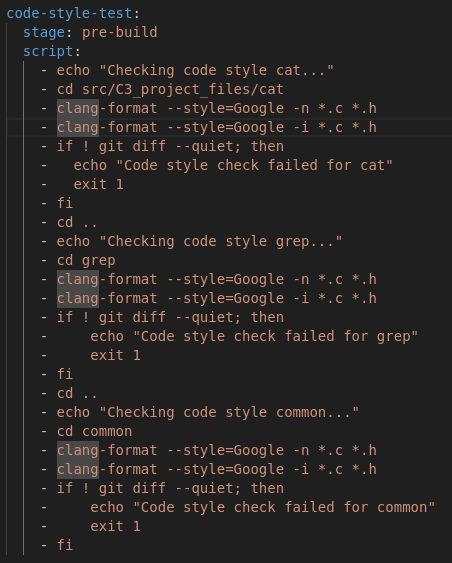 code-style-test:
  stage: pre-build
  script:
    - echo "Checking code style cat..."
    - cd src/C3_project_files/cat
    - clang-format --style=Google -n *.c *.h
    - clang-format --style=Google -i *.c *.h
    - if ! git diff --quiet; then
    -   echo "Code style check failed for cat"
    -   exit 1
    - fi
    - cd ..
    - echo "Checking code style grep..."
    - cd grep
    - clang-format --style=Google -n *.c *.h
    - clang-format --style=Google -i *.c *.h
    - if ! git diff --quiet; then
    -     echo "Code style check failed for grep"
    -     exit 1
    - fi
    - cd ..
    - echo "Checking code style common..."
    - cd common
    - clang-format --style=Google -n *.c *.h
    - clang-format --style=Google -i *.c *.h
    - if ! git diff --quiet; then
    -     echo "Code style check failed for common"
    -     exit 1
    - fi